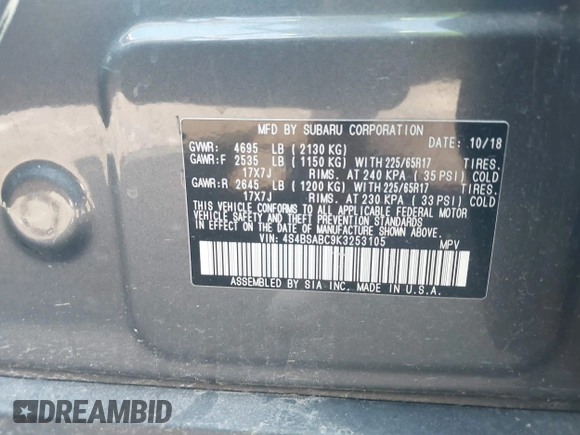 MFD BY SUBARU CORPORATION
DATE: 10/18
GVWR: 4695 LB (2130 KG)
GAWR:F 2535 LB (1150 KG) WITH 225/65R17 TIRES.
17X7J RIMS. AT 240 KPA (35 PSI) COLD
GAWR:R 2645 LB (1200 KG) WITH 225/65R17 TIRES.
17X7J RIMS. AT 230 KPA (33 PSI) COLD
THIS VEHICLE CONFORMS TO ALL APPLICABLE FEDERAL MOTOR
VEHICLE SAFETY STANDARDS IN EFFECT ON THE DATE OF
MANUFACTURE SHOWN ABOVE.
VIN: 4S4BSABC9K3253105 MPV
ASSEMBLED BY SIA INC. MADE IN U.S.A.
DREAMBID